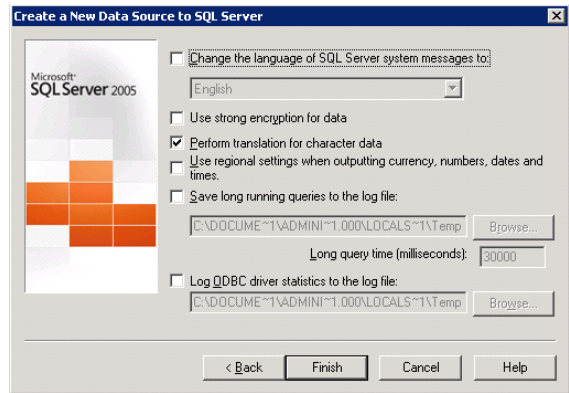 Create a New Data Source to SQL Server
Microsoft
SQL Server 2005
Change the language of SQL Server system messages to:
English
Use strong encryption for data
Perform translation for character data
Use regional settings when outputting currency, numbers, dates and
times.
Save long running queries to the log file:
C:\DOCUME~1\ADMINI~1.000\LOCALS~1\Temp Browse...
Long query time (milliseconds): 30000
Log ODBC driver statistics to the log file:
C:\DOCUME~1\ADMINI~1.000\LOCALS~1\Temp Browse...
< Back Finish Cancel Help